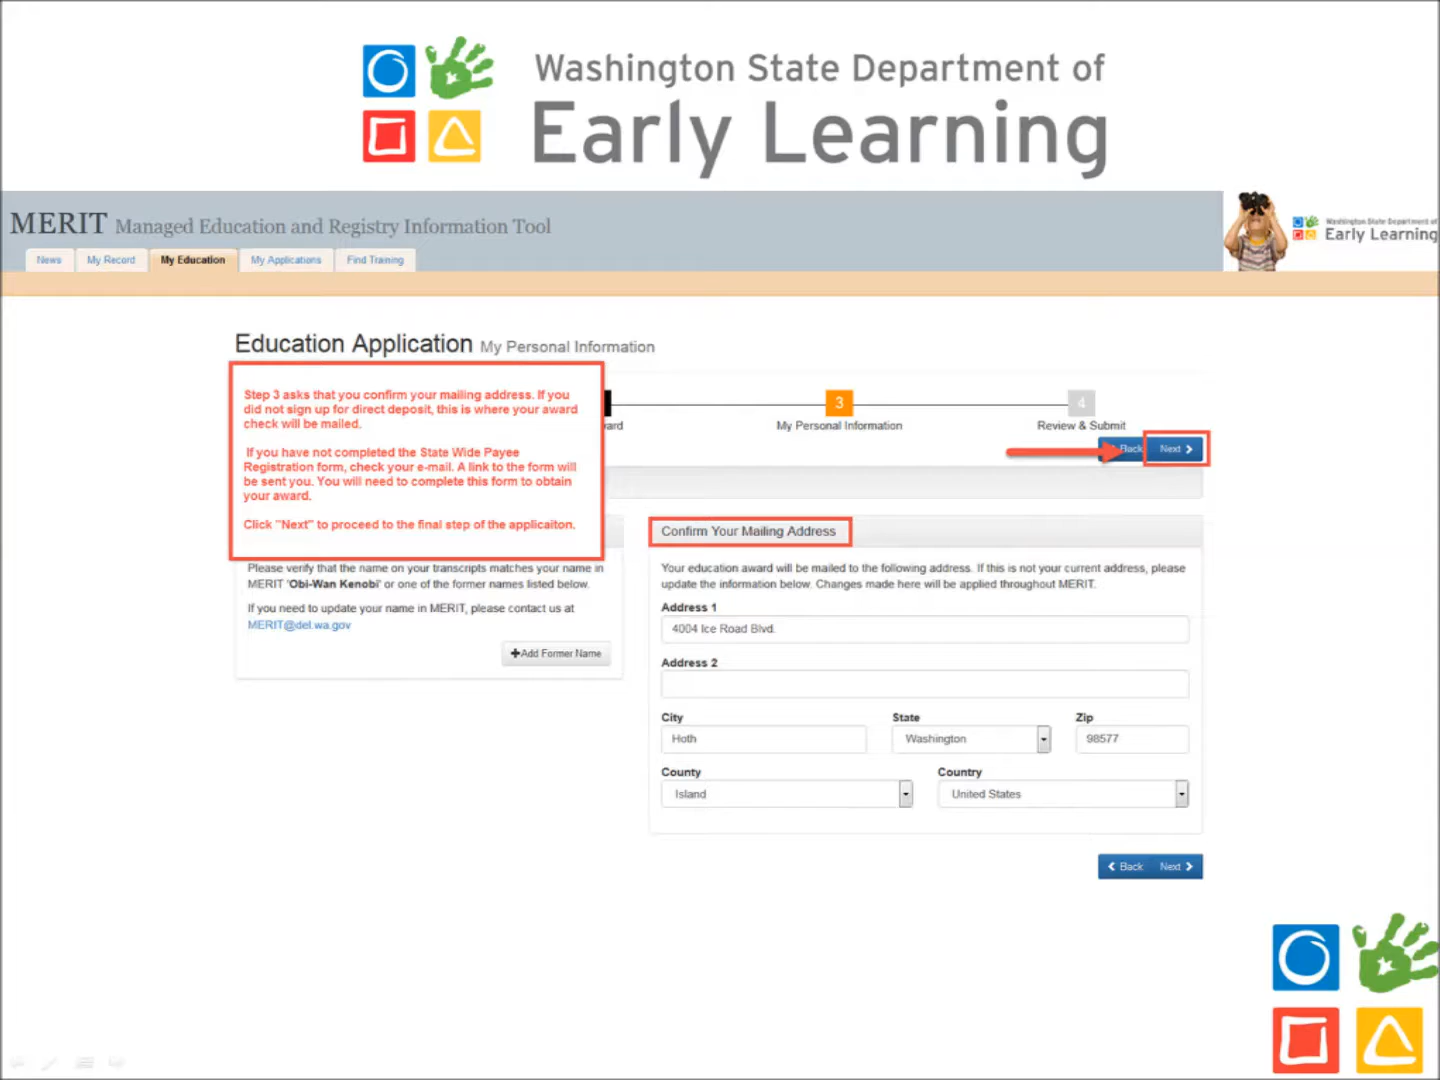 Washington State Department of
Early Learning
MERIT Managed Education and Registry Information Tool
Washington State Department of
Early Learning
News
My Record
My Education
My Applications
Find Training
Education Application My Personal Information
Step 3 asks that you confirm your mailing address. If you
did not sign up for direct deposit, this is where your award
check will be mailed.
If you have not completed the State Wide Payee
Registration form, check your e-mail. A link to the form will
be sent you. You will need to complete this form to obtain
your award.
Click "Next" to proceed to the final step of the applicaiton.
3
4
My Personal Information
Review & Submit
Back
Next
Please verify that the name on your transcripts matches your name in
MERIT 'Obi-Wan Kenobi' or one of the former names listed below.
If you need to update your name in MERIT, please contact us at
MERIT@del.wa.gov
Add Former Name
Confirm Your Mailing Address
Your education award will be mailed to the following address. If this is not your current address, please
update the information below. Changes made here will be applied throughout MERIT.
Address 1
4004 Ice Road Blvd.
Address 2
City
State
Zip
Hoth
Washington
98577
County
Country
Island
United States
Back
Next